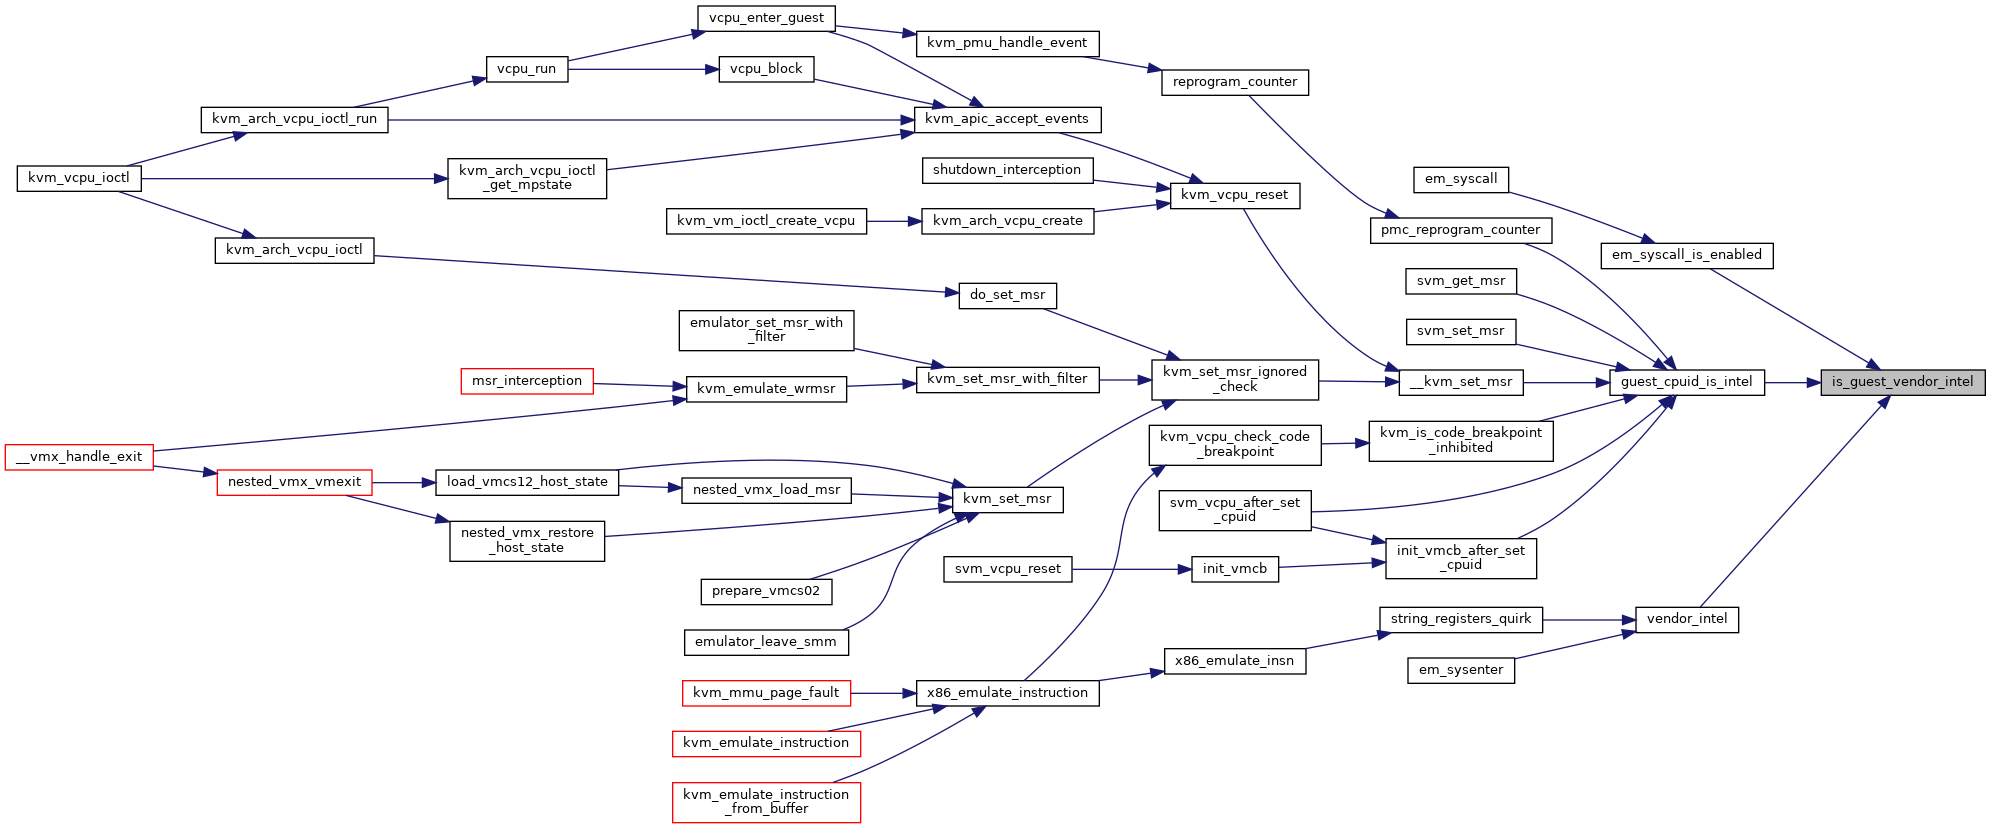 vcpu_enter_guest
kvm_pmu_handle_event
vcpu_run
vcpu_block
reprogram_counter
kvm_arch_vcpu_ioctl_run
kvm_apic_accept_events
kvm_vcpu_ioctl
kvm_arch_vcpu_ioctl
_get_mpstate
shutdown_interception
em_syscall
kvm_vcpu_reset
kvm_vm_ioctl_create_vcpu
kvm_arch_vcpu_create
pmc_reprogram_counter
kvm_arch_vcpu_ioctl
em_syscall_is_enabled
svm_get_msr
do_set_msr
emulator_set_msr_with
_filter
svm_set_msr
msr_interception
kvm_emulate_wrmsr
kvm_set_msr_with_filter
kvm_set_msr_ignored
_check
__kvm_set_msr
guest_cpuid_is_intel
is_guest_vendor_intel
kvm_vcpu_check_code
_breakpoint
kvm_is_code_breakpoint
_inhibited
__vmx_handle_exit
nested_vmx_vmexit
load_vmcs12_host_state
nested_vmx_load_msr
kvm_set_msr
svm_vcpu_after_set
_cpuid
nested_vmx_restore
_host_state
init_vmcb_after_set
_cpuid
svm_vcpu_reset
init_vmcb
prepare_vmcs02
string_registers_quirk
vendor_intel
emulator_leave_smm
x86_emulate_insn
em_sysenter
kvm_mmu_page_fault
x86_emulate_instruction
kvm_emulate_instruction
kvm_emulate_instruction
_from_buffer